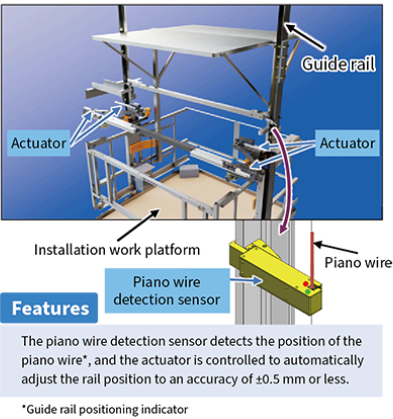 Guide rail
Actuator
Actuator
Installation work platform
Piano wire
Piano wire
detection sensor
Features
The piano wire detection sensor detects the position of the
piano wire*, and the actuator is controlled to automatically
adjust the rail position to an accuracy of ±0.5 mm or less.
*Guide rail positioning indicator